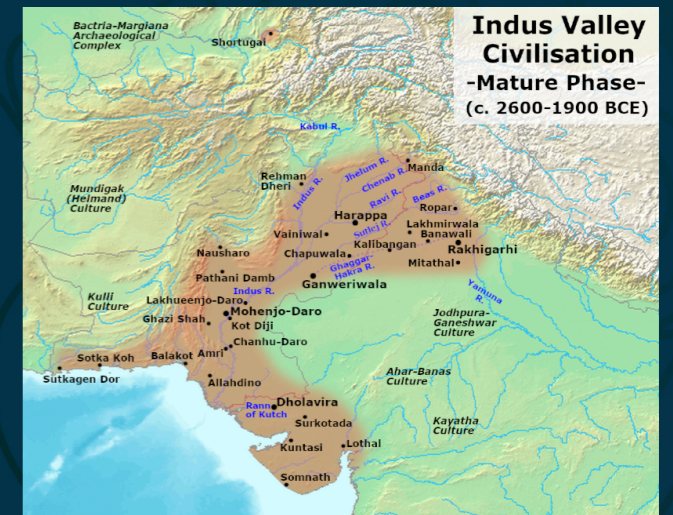 Indus Valley
Civilisation
-Mature Phase-
(c. 2600-1900 BCE)
Bactria-Margiana
Archaeological
Complex
Shortugai
Kabul R.
Rehman
Dheri
Indus R.
Jhelum R.
Manda
Chenab R.
Ravi R.
Beas R.
Mundigak
(Helmand)
Culture
Harappa
Ropar
Vainiwal
Sutlej R.
Lakhmirwala
Banawali
Kalibangan
Rakhigarhi
Nausharo
Chapuwala
Mitathal
Ghaggar-
Hakra R.
Pathani Damb
Ganweriwala
Indus R.
Yamuna
R.
Kulli
Culture
Lakhueenjo-Daro
Mohenjo-Daro
Ghazi Shah
Kot Diji
Jodhpura-
Ganeshwar
Culture
Chanhu-Daro
Sotka Koh
Balakot
Amri
Sutkagen Dor
Allahdino
Ahar-Banas
Culture
Rann
of Kutch
Dholavira
Surkotada
Kayatha
Culture
Kuntasi
Lothal
Somnath